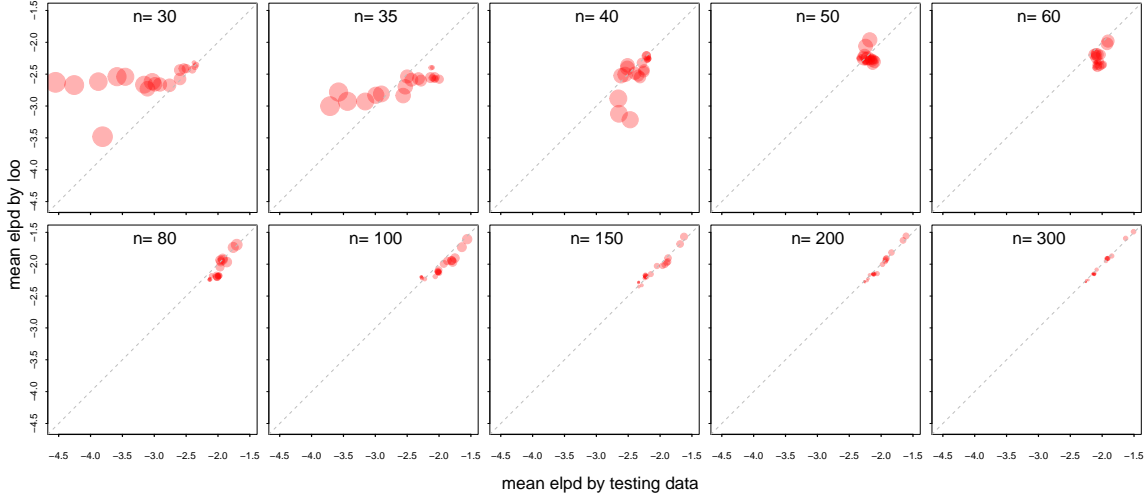 n= 30
n= 35
n= 40
n= 50
n= 60
−1.5
−2.0
−2.5
−3.0
−3.5
−4.0
−4.5
mean elpd by loo
n= 80
n= 100
n= 150
n= 200
n= 300
−1.5
−2.0
−2.5
−3.0
−3.5
−4.0
−4.5
−4.5 −4.0 −3.5 −3.0 −2.5 −2.0 −1.5
−4.5 −4.0 −3.5 −3.0 −2.5 −2.0 −1.5
−4.5 −4.0 −3.5 −3.0 −2.5 −2.0 −1.5
−4.5 −4.0 −3.5 −3.0 −2.5 −2.0 −1.5
−4.5 −4.0 −3.5 −3.0 −2.5 −2.0 −1.5
mean elpd by testing data